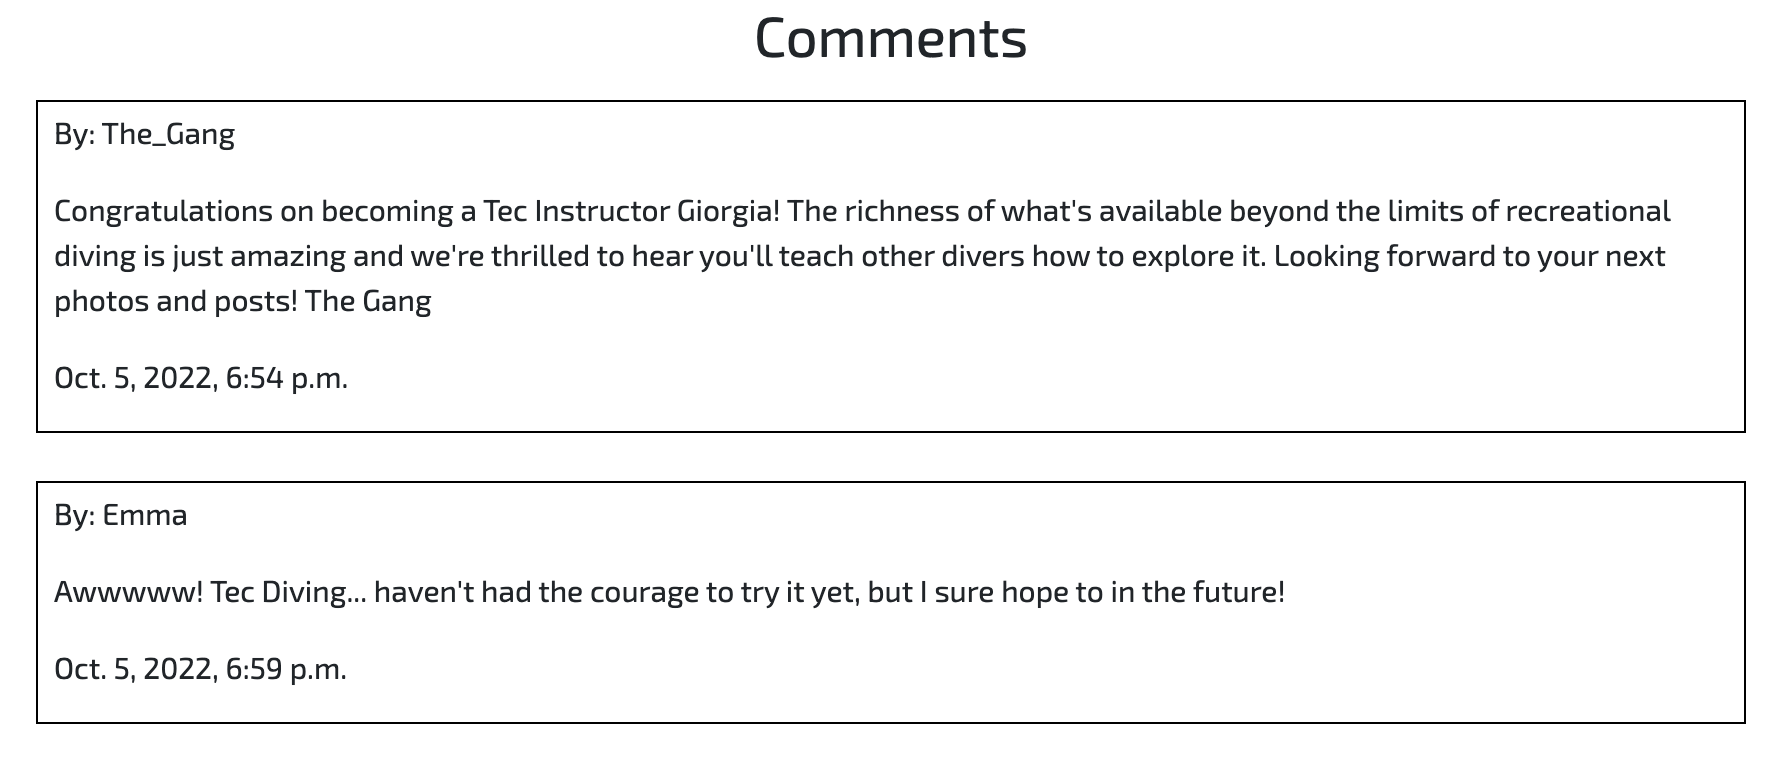 Comments
By: The_Gang
Congratulations on becoming a Tec Instructor Giorgia! The richness of what's available beyond the limits of recreational
diving is just amazing and we're thrilled to hear you'll teach other divers how to explore it. Looking forward to your next
photos and posts! The Gang
Oct. 5, 2022, 6:54 p.m.
By: Emma
Awwwww! Tec Diving... haven't had the courage to try it yet, but I sure hope to in the future!
Oct. 5, 2022, 6:59 p.m.